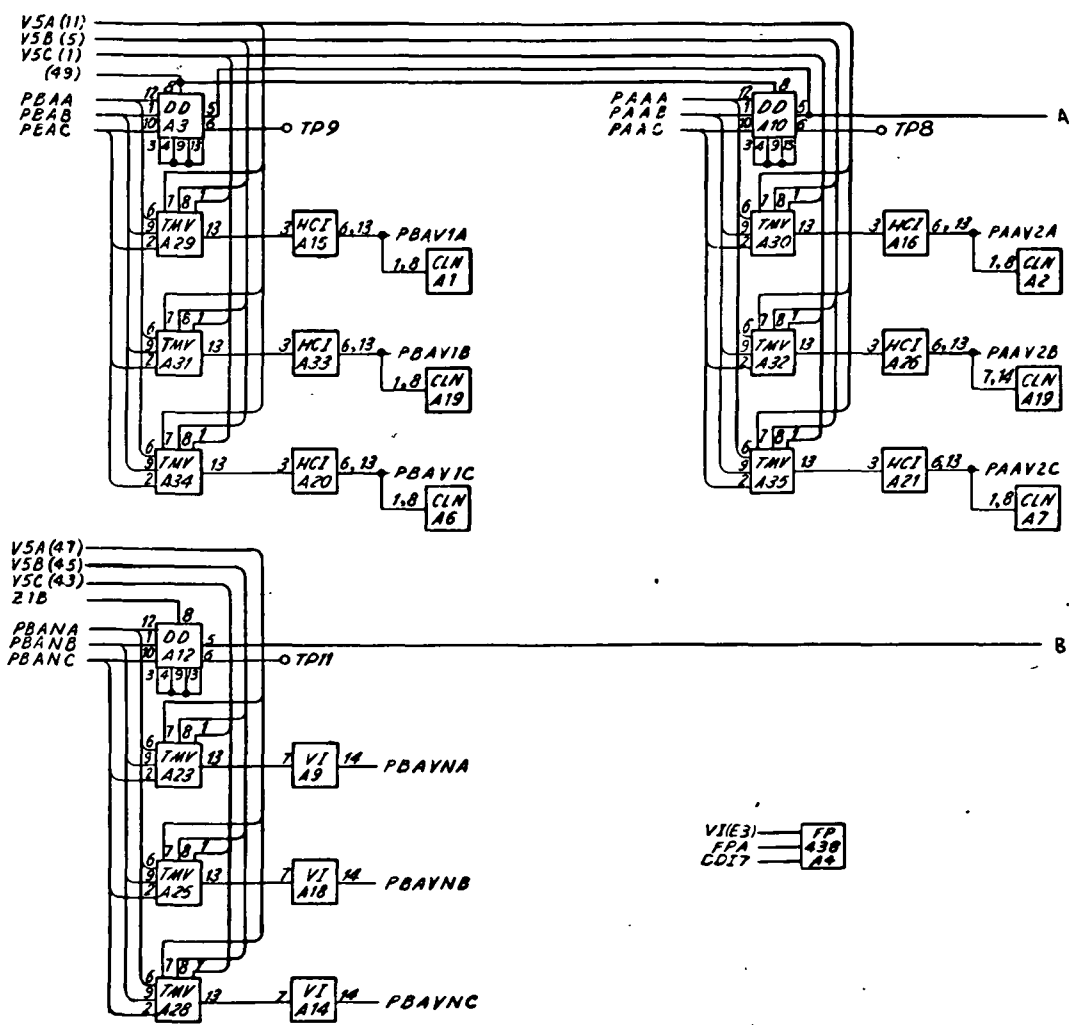 V5A(11)
V5B(5)
V5C(1)
(49)
PBAA
PBAB
PBAC
12 8
1 DD 5
10 A3 6
3 4 9 13
TP9
PAAA
PAAB
PAAC
12 8
1 DD 5
10 A10 6
3 4 9 13
TP8
A
7 8 1
6
9 TMV 13
2 A29
3 HCI 6,13
A15
PBAV1A
1,8 CLN
A1
7 8 1
6
9 TMV 13
2 A30
3 HCI 6,13
A16
PAAV2A
1,8 CLN
A2
7 6 1
6
9 TMV 13
2 A31
3 HCI 6,13
A33
PBAV1B
1,8 CLN
A19
7 8 1
6
9 TMV 13
2 A32
3 HCI 6,13
A26
PAAV2B
7,14 CLN
A19
7 8 1
6
9 TMV 13
2 A34
3 HCI 6,13
A20
PBAV1C
1,8 CLN
A6
7 8 1
6
9 TMV 13
2 A35
3 HCI 6,13
A21
PAAV2C
1,8 CLN
A7
V5A(47)
V5B(45)
V5C(43)
Z1B
PBANA
PBANB
PBANC
12 8
1 DD 5
10 A12 6
3 4 9 13
TP11
B
7 8 1
6
9 TMV 13
2 A23
7 VI 14
A9
PBAVNA
7 8 1
6
9 TMV 13
2 A25
7 VI 14
A18
PBAVNB
7 8 1
6
9 TMV 13
2 A28
7 VI 14
A14
PBAVNC
VI(E3) FP
FPA 438
CDI7 A4